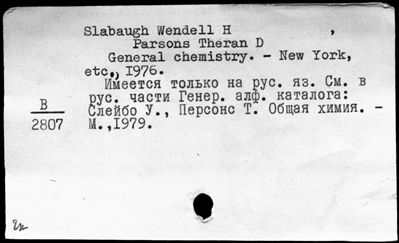 Slabaugh Wendell H ,
Parsons Theran D
General chemistry. - New York,
etc., 1976.
Имеется только на рус. яз. См. в
рус. части Генер. алф. каталога:
Слейбо У., Персонс Т. Общая химия. -
М.,1979.
В
2807